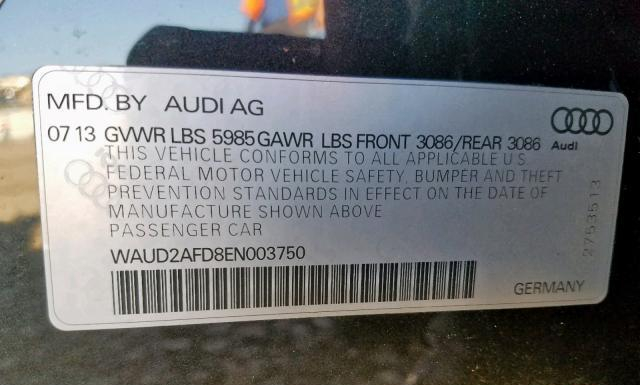 MFD. BY AUDI AG
07 13 GVWR LBS 5985 GAWR LBS FRONT 3086/REAR 3086
Audi
THIS VEHICLE CONFORMS TO ALL APPLICABLE U.S.
FEDERAL MOTOR VEHICLE SAFETY, BUMPER AND THEFT
PREVENTION STANDARDS IN EFFECT ON THE DATE OF
MANUFACTURE SHOWN ABOVE
PASSENGER CAR
WAUD2AFD8EN003750
GERMANY
2753513